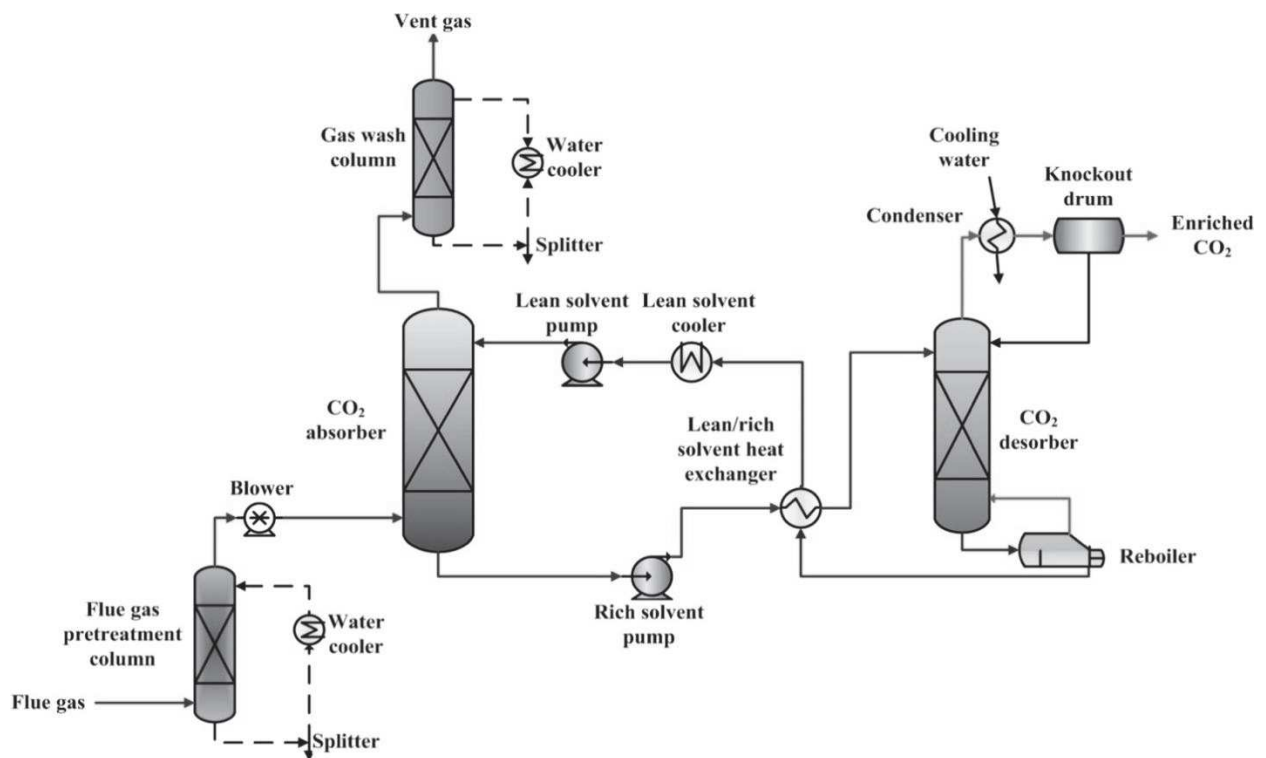 Vent gas
Gas wash
column
Water
cooler
Splitter
Cooling
water
Condenser
Knockout
drum
Enriched
CO₂
Lean solvent
pump
Lean solvent
cooler
CO₂
absorber
Lean/rich
solvent heat
exchanger
CO₂
desorber
Blower
Reboiler
Rich solvent
pump
Flue gas
pretreatment
column
Water
cooler
Flue gas
Splitter